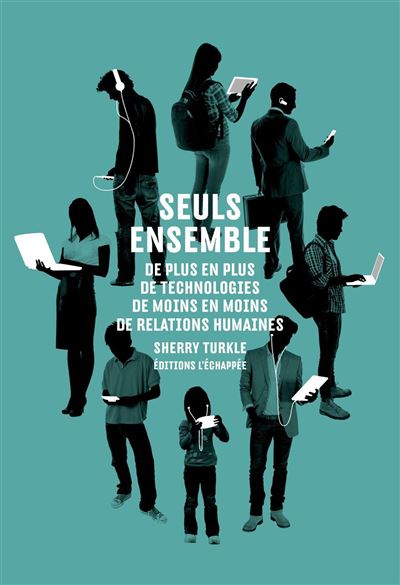 SEULS
ENSEMBLE
DE PLUS EN PLUS
DE TECHNOLOGIES
DE MOINS EN MOINS
DE RELATIONS HUMAINES
SHERRY TURKLE
ÉDITIONS L'ÉCHAPPÉE